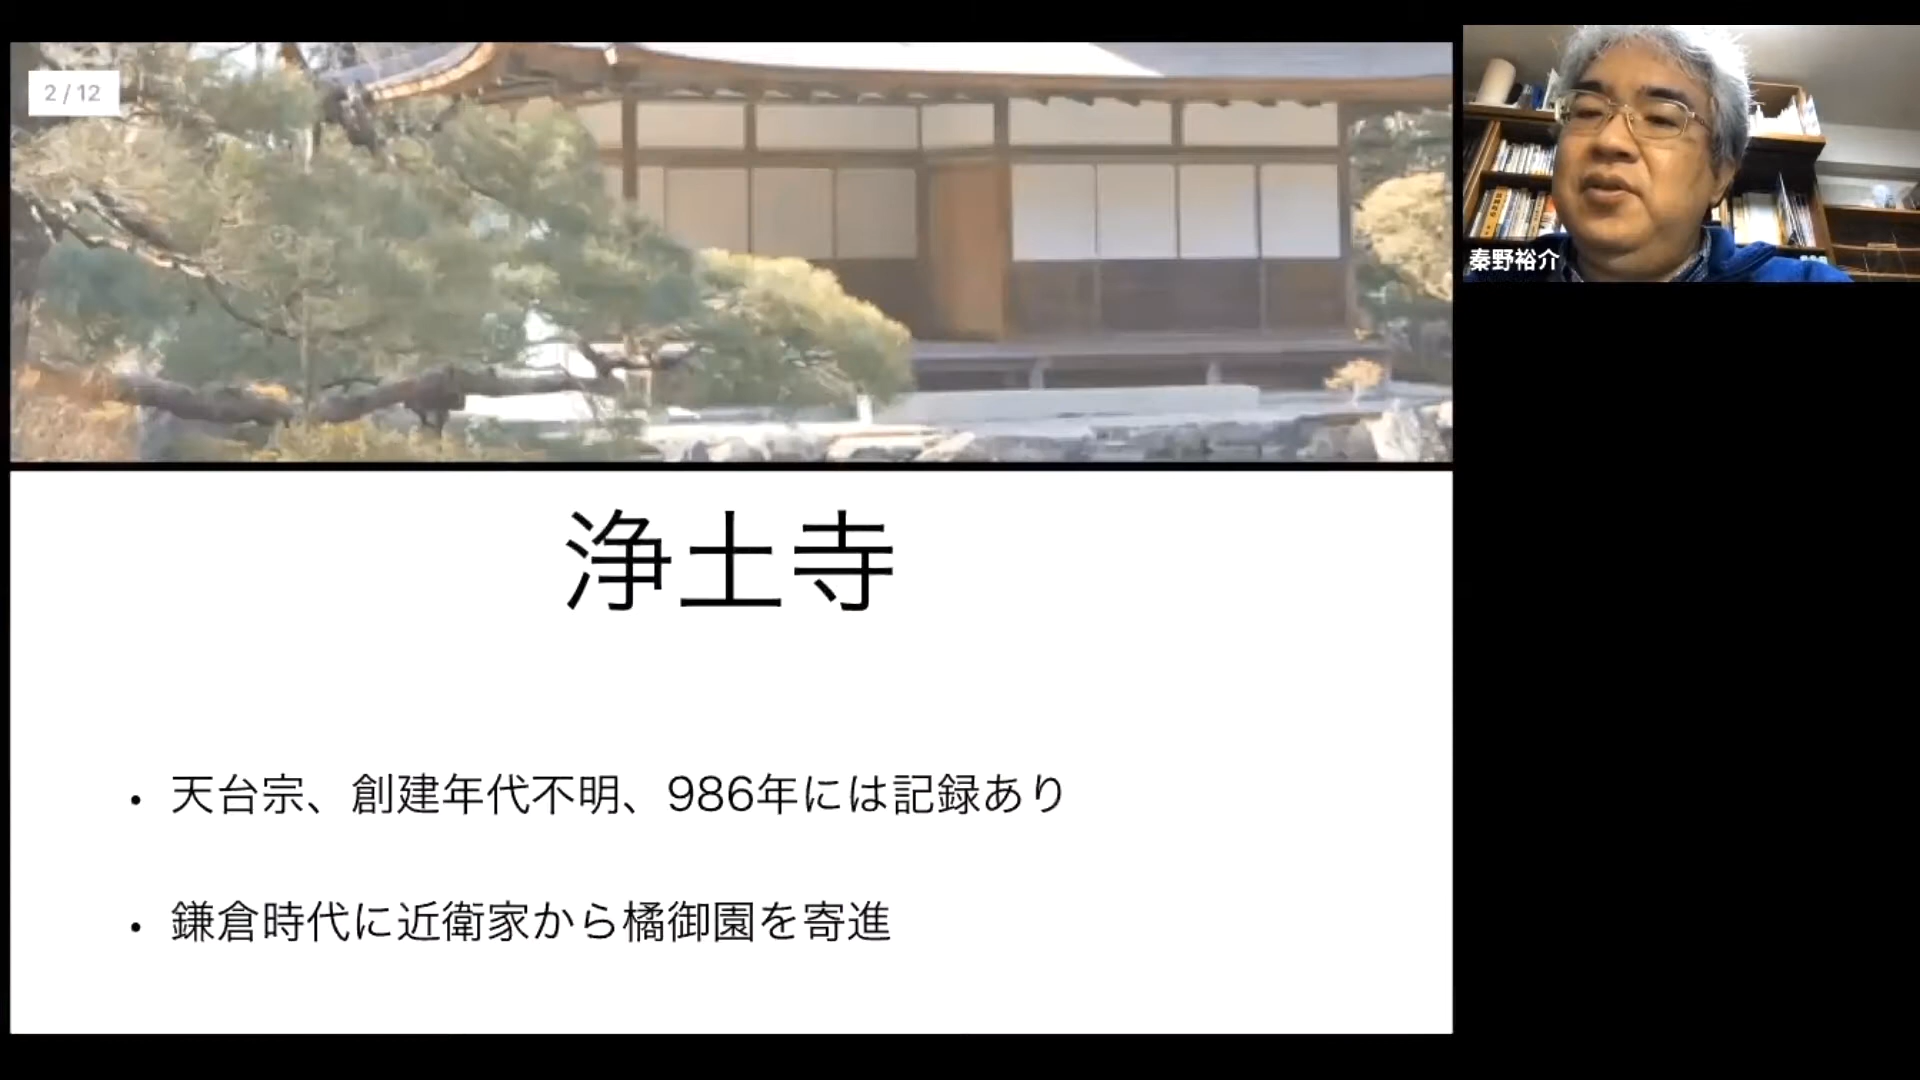 2 / 12
秦野裕介
浄土寺
・ 天台宗、創建年代不明、986年には記録あり
・ 鎌倉時代に近衛家から橘御園を寄進